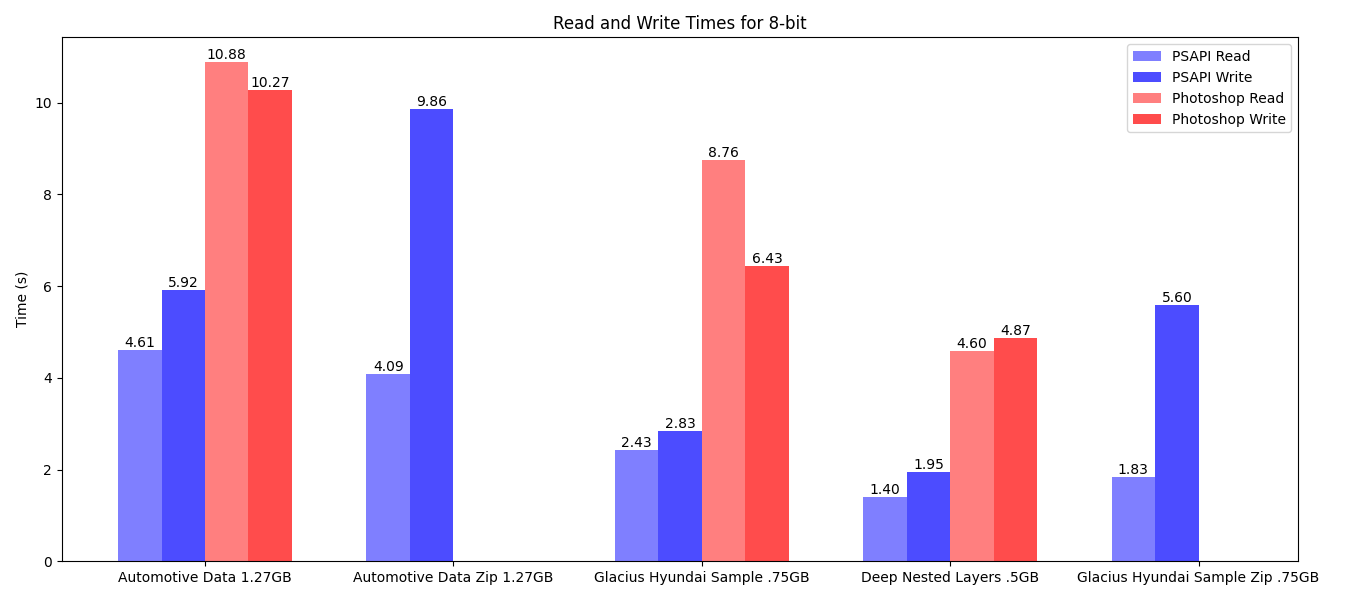 Read and Write Times for 8-bit
PSAPI Read
PSAPI Write
Photoshop Read
Photoshop Write
Time (s)
10
8
6
4
2
0
4.61
5.92
10.88
10.27
4.09
9.86
2.43
2.83
8.76
6.43
1.40
1.95
4.60
4.87
1.83
5.60
Automotive Data 1.27GB
Automotive Data Zip 1.27GB
Glacius Hyundai Sample .75GB
Deep Nested Layers .5GB
Glacius Hyundai Sample Zip .75GB